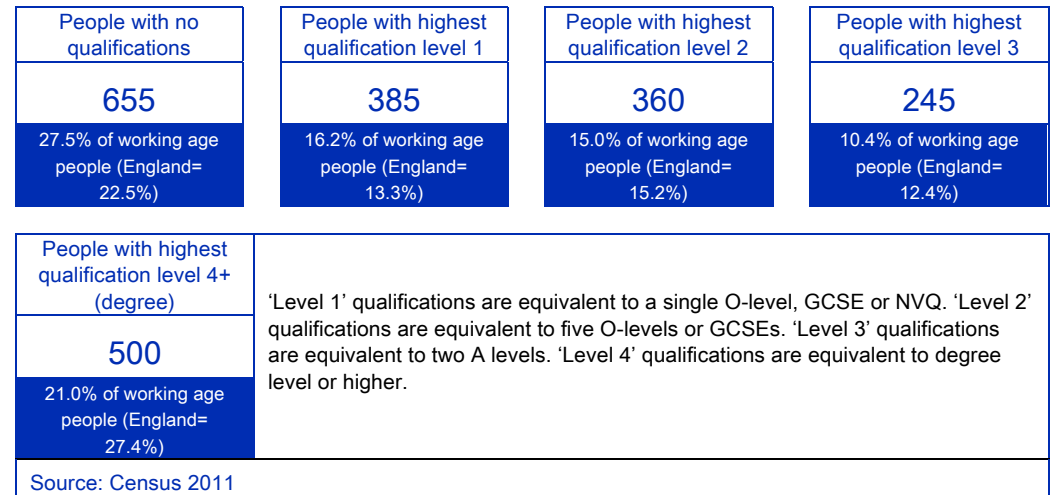 People with no
qualifications
655
27.5% of working age
people (England=
22.5%)
People with highest
qualification level 1
385
16.2% of working age
people (England=
13.3%)
People with highest
qualification level 2
360
15.0% of working age
people (England=
15.2%)
People with highest
qualification level 3
245
10.4% of working age
people (England=
12.4%)
People with highest
qualification level 4+
(degree)
500
21.0% of working age
people (England=
27.4%)
‘Level 1’ qualifications are equivalent to a single O-level, GCSE or NVQ. ‘Level 2’
qualifications are equivalent to five O-levels or GCSEs. ‘Level 3’ qualifications
are equivalent to two A levels. ‘Level 4’ qualifications are equivalent to degree
level or higher.
Source: Census 2011